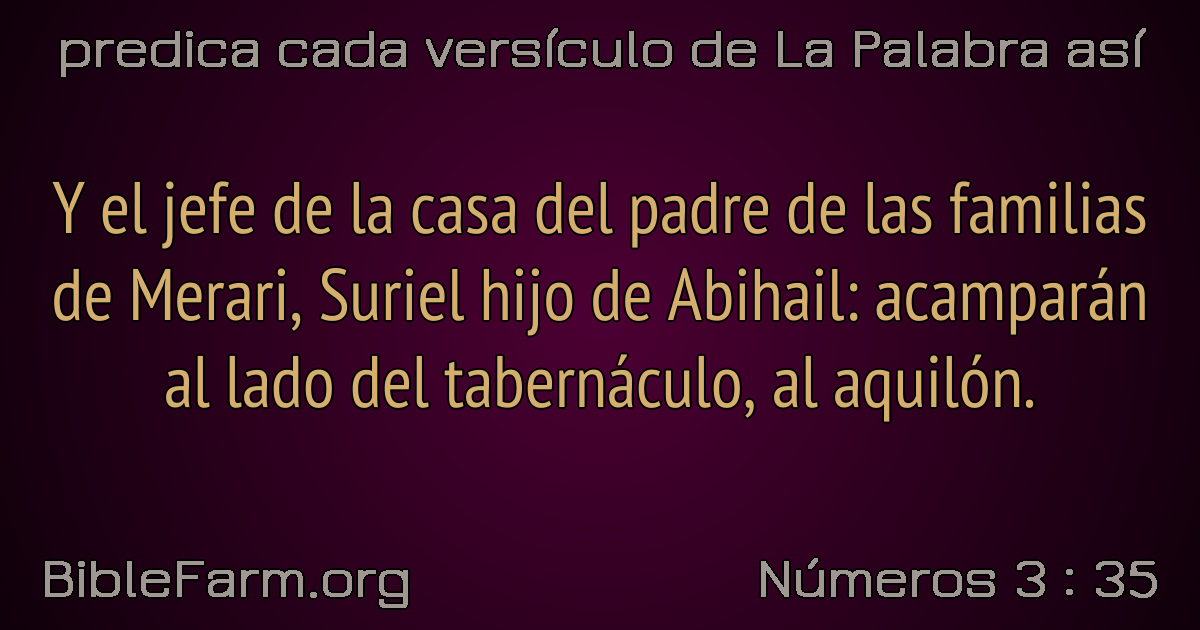 predica cada versículo de La Palabra así
Y el jefe de la casa del padre de las familias
de Merari, Suriel hijo de Abihail: acamparán
al lado del tabernáculo, al aquilón.
BibleFarm.org
Números 3 : 35